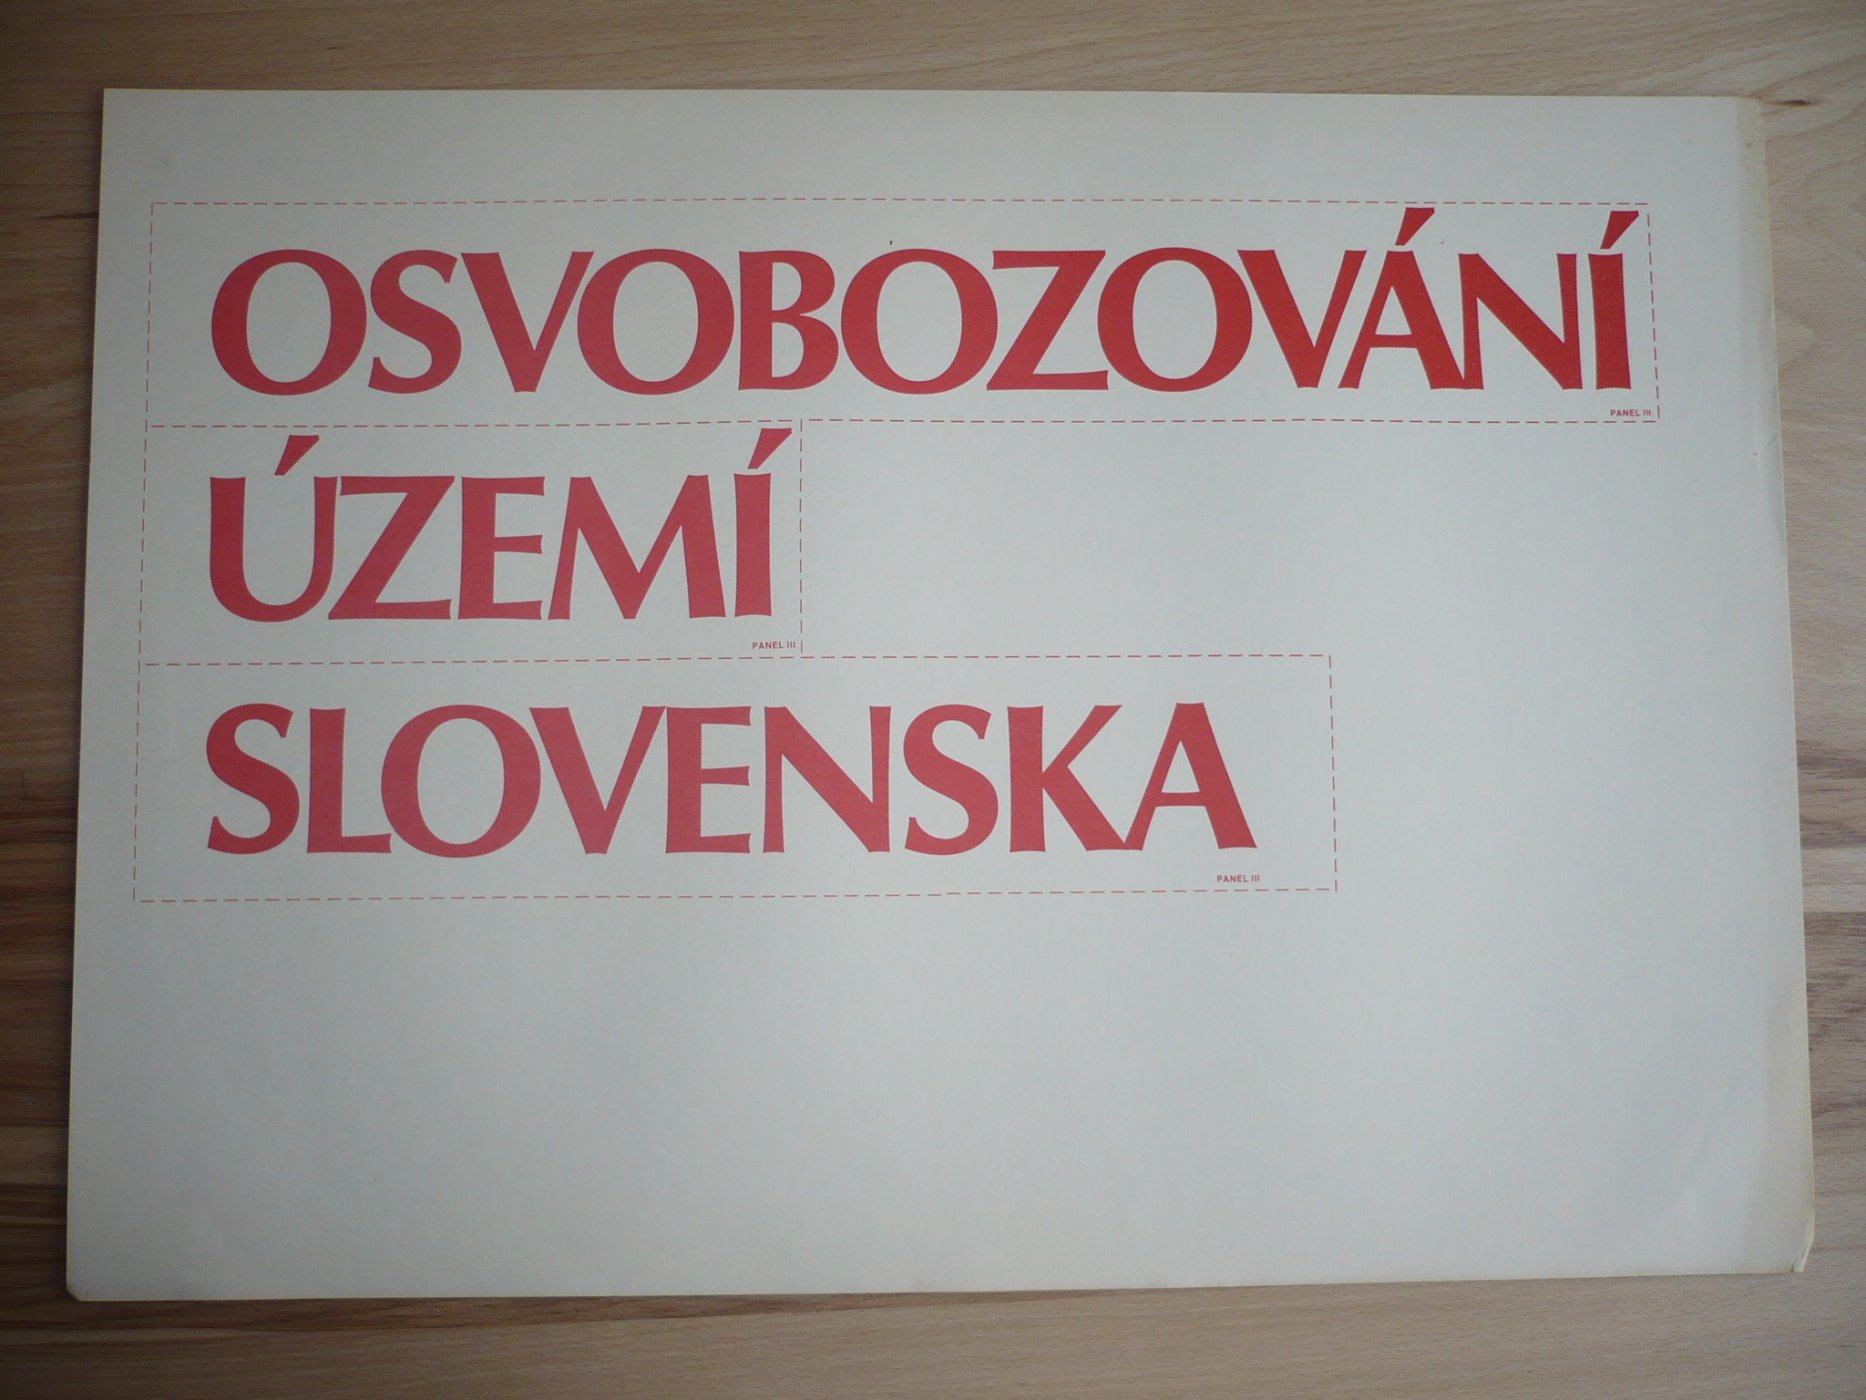 OSVOBOZOVÁNÍ
PANEL III
ÚZEMÍ
PANEL III
SLOVENSKA
PANEL III